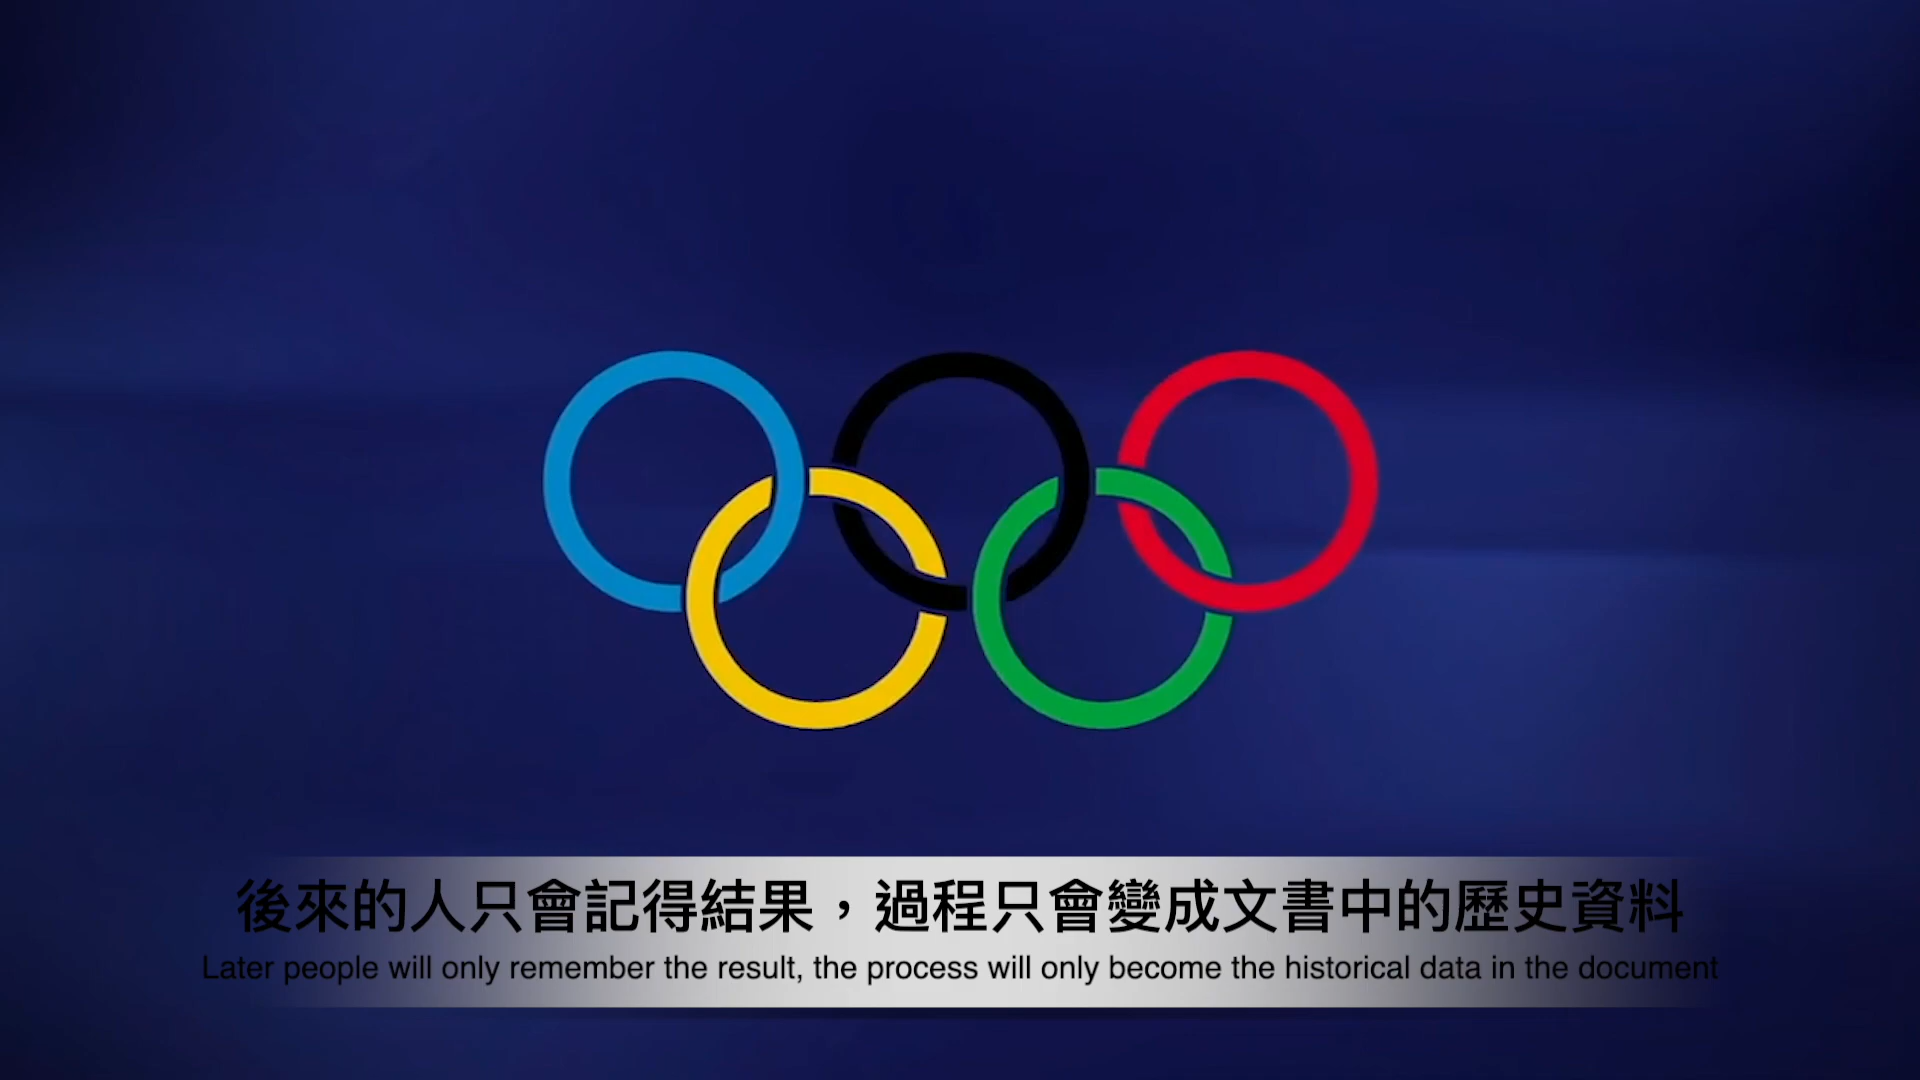 後來的人只會記得結果，過程只會變成文書中的歷史資料
Later people will only remember the result, the process will only become the historical data in the document